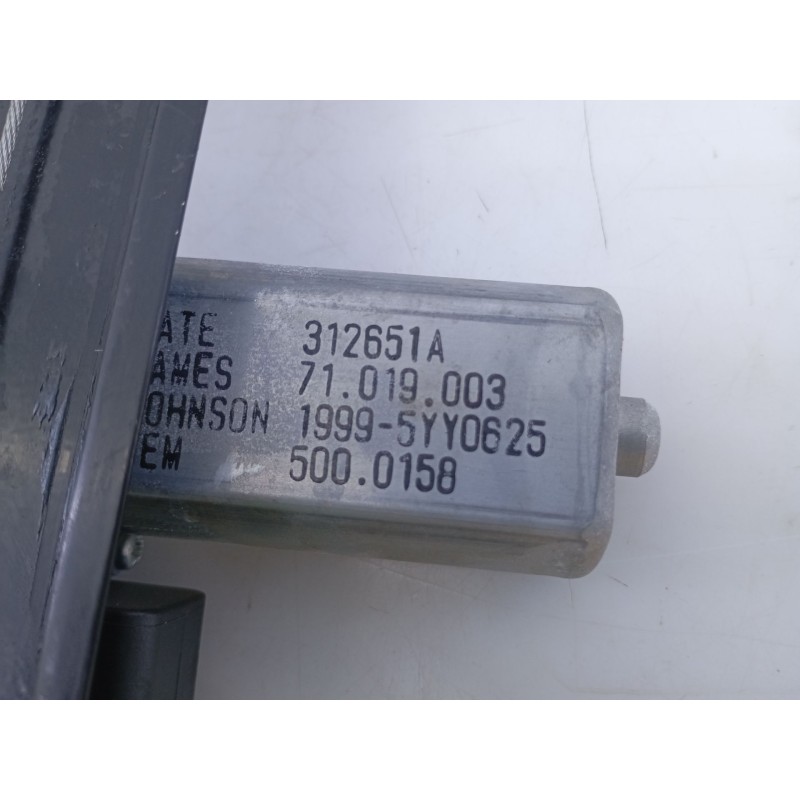 ATE 312651A
AMES 71.019.003
OHNSON 1999-5YY0625
EM 500.0158